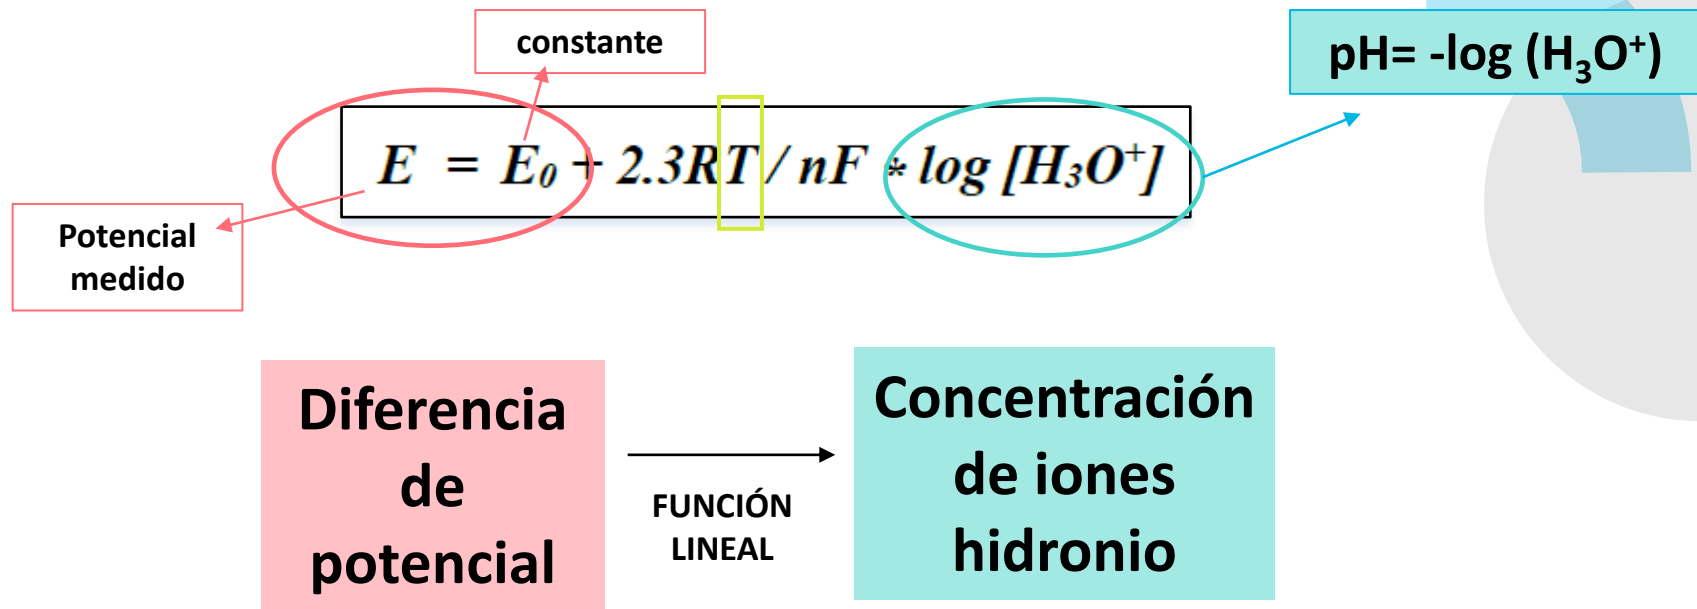 constante
pH= -log (H₃O⁺)
E = E₀ + 2.3RT / nF * log [H₃O⁺]
Potencial
medido
Diferencia
de
potencial
FUNCIÓN
LINEAL
Concentración
de iones
hidronio